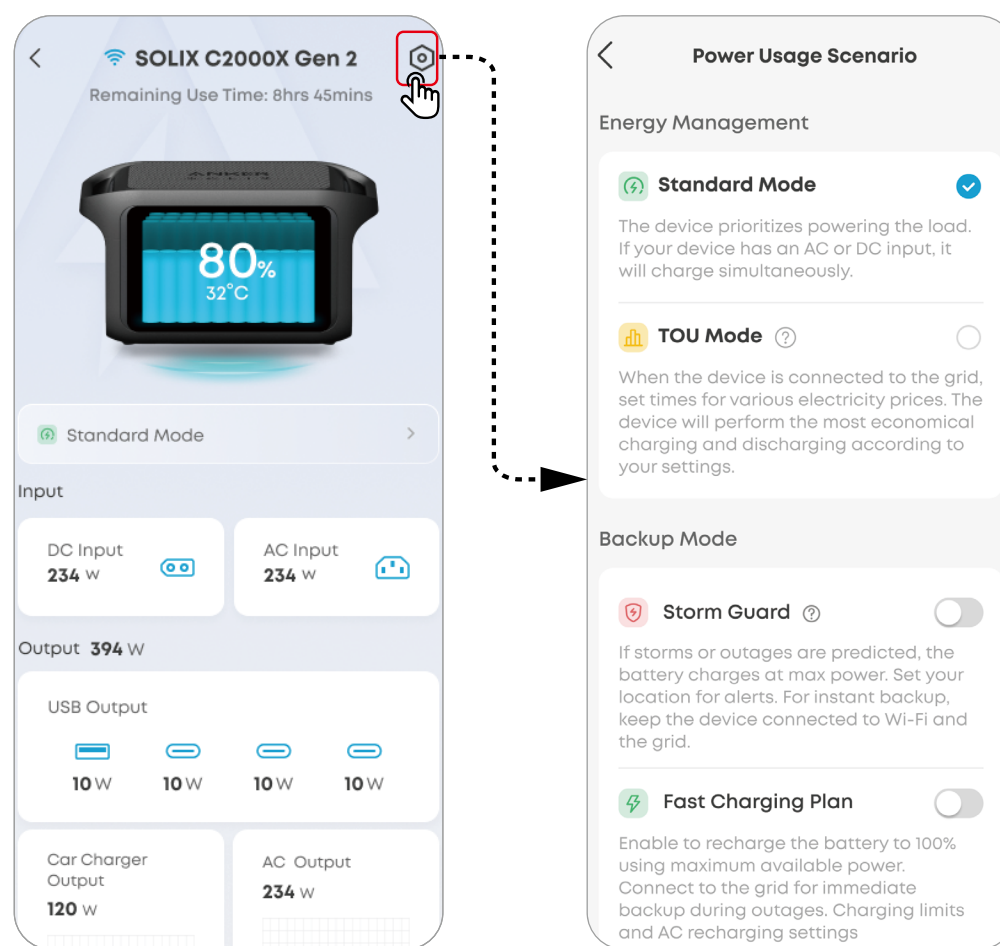 SOLIX C2000X Gen 2
Remaining Use Time: 8hrs 45mins
ANKER
SOLIX
80%
32°C
Standard Mode
Input
DC Input
234 W
AC Input
234 W
Output 394 W
USB Output
10 W
10 W
10 W
10 W
Car Charger
Output
120 W
AC Output
234 W
Power Usage Scenario
Energy Management
Standard Mode
The device prioritizes powering the load.
If your device has an AC or DC input, it
will charge simultaneously.
TOU Mode ?
When the device is connected to the grid,
set times for various electricity prices. The
device will perform the most economical
charging and discharging according to
your settings.
Backup Mode
Storm Guard ?
If storms or outages are predicted, the
battery charges at max power. Set your
location for alerts. For instant backup,
keep the device connected to Wi-Fi and
the grid.
Fast Charging Plan
Enable to recharge the battery to 100%
using maximum available power.
Connect to the grid for immediate
backup during outages. Charging limits
and AC recharging settings